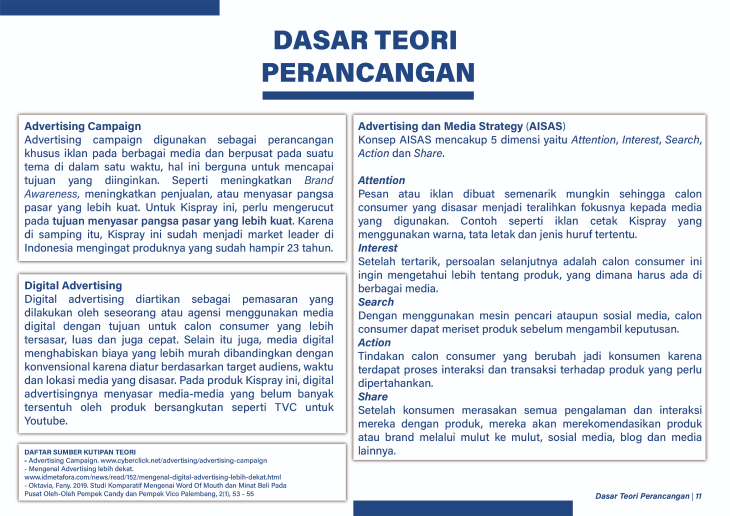 DASAR TEORI
PERANCANGAN
Advertising Campaign
Advertising campaign digunakan sebagai perancangan
khusus iklan pada berbagai media dan berpusat pada suatu
tema di dalam satu waktu, hal ini berguna untuk mencapai
tujuan yang diinginkan. Seperti meningkatkan Brand
Awareness, meningkatkan penjualan, atau menyasar pangsa
pasar yang lebih kuat. Untuk Kispray ini, perlu mengerucut
pada tujuan menyasar pangsa pasar yang lebih kuat. Karena
di samping itu, Kispray ini sudah menjadi market leader di
Indonesia mengingat produknya yang sudah hampir 23 tahun.
Digital Advertising
Digital advertising diartikan sebagai pemasaran yang
dilakukan oleh seseorang atau agensi menggunakan media
digital dengan tujuan untuk calon consumer yang lebih
tersasar, luas dan juga cepat. Selain itu juga, media digital
menghabiskan biaya yang lebih murah dibandingkan dengan
konvensional karena diatur berdasarkan target audiens, waktu
dan lokasi media yang disasar. Pada produk Kispray ini, digital
advertisingnya menyasar media-media yang belum banyak
tersentuh oleh produk bersangkutan seperti TVC untuk
Youtube.
DAFTAR SUMBER KUTIPAN TEORI
- Advertising Campaign. www.cyberclick.net/advertising/advertising-campaign
- Mengenal Advertising lebih dekat.
www.idmetafora.com/news/read/152/mengenal-digital-advertising-lebih-dekat.html
- Oktavia, Fany. 2019. Studi Komparatif Mengenai Word Of Mouth dan Minat Beli Pada
Pusat Oleh-Oleh Pempek Candy dan Pempek Vico Palembang, 2(1), 53 - 55
Advertising dan Media Strategy (AISAS)
Konsep AISAS mencakup 5 dimensi yaitu Attention, Interest, Search,
Action dan Share.
Attention
Pesan atau iklan dibuat semenarik mungkin sehingga calon
consumer yang disasar menjadi teralihkan fokusnya kepada media
yang digunakan. Contoh seperti iklan cetak Kispray yang
menggunakan warna, tata letak dan jenis huruf tertentu.
Interest
Setelah tertarik, persoalan selanjutnya adalah calon consumer ini
ingin mengetahui lebih tentang produk, yang dimana harus ada di
berbagai media.
Search
Dengan menggunakan mesin pencari ataupun sosial media, calon
consumer dapat meriset produk sebelum mengambil keputusan.
Action
Tindakan calon consumer yang berubah jadi konsumen karena
terdapat proses interaksi dan transaksi terhadap produk yang perlu
dipertahankan.
Share
Setelah konsumen merasakan semua pengalaman dan interaksi
mereka dengan produk, mereka akan merekomendasikan produk
atau brand melalui mulut ke mulut, sosial media, blog dan media
lainnya.
Dasar Teori Perancangan | 11